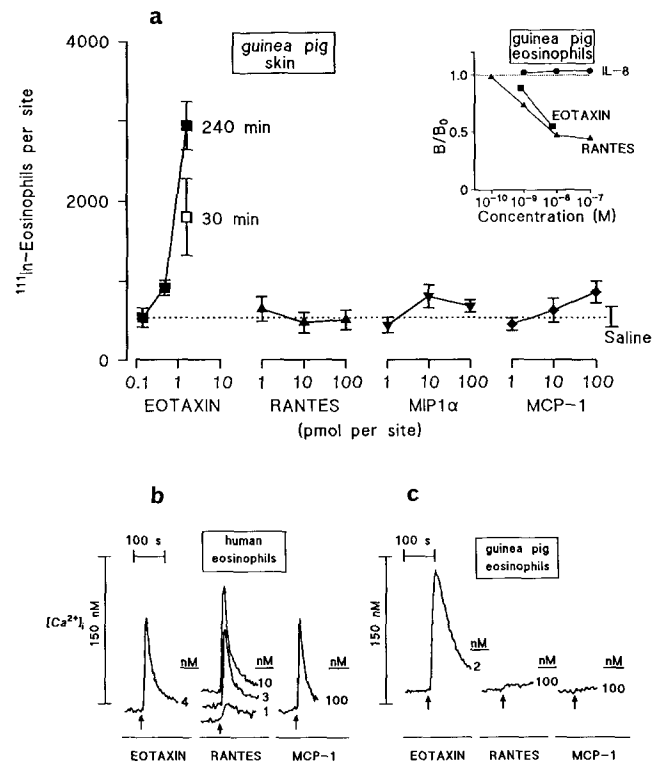 a
4000
2000
0
¹¹¹In-Eosinophils per site
guinea pig
skin
240 min
30 min
guinea pig
eosinophils
1.0
0.5
0
B/B₀
IL-8
EOTAXIN
RANTES
10⁻¹⁰ 10⁻⁹ 10⁻⁸ 10⁻⁷
Concentration (M)
Saline
0.1 1 10 100
1 10 100
1 10 100
1 10 100
EOTAXIN RANTES MIP1α MCP-1
(pmol per site)
b
100 s
human
eosinophils
[Ca²⁺]ᵢ
150 nM
nM
4
nM
10
3
1
nM
100
EOTAXIN RANTES MCP-1
c
100 s
guinea pig
eosinophils
150 nM
nM
2
nM
100
nM
100
EOTAXIN RANTES MCP-1